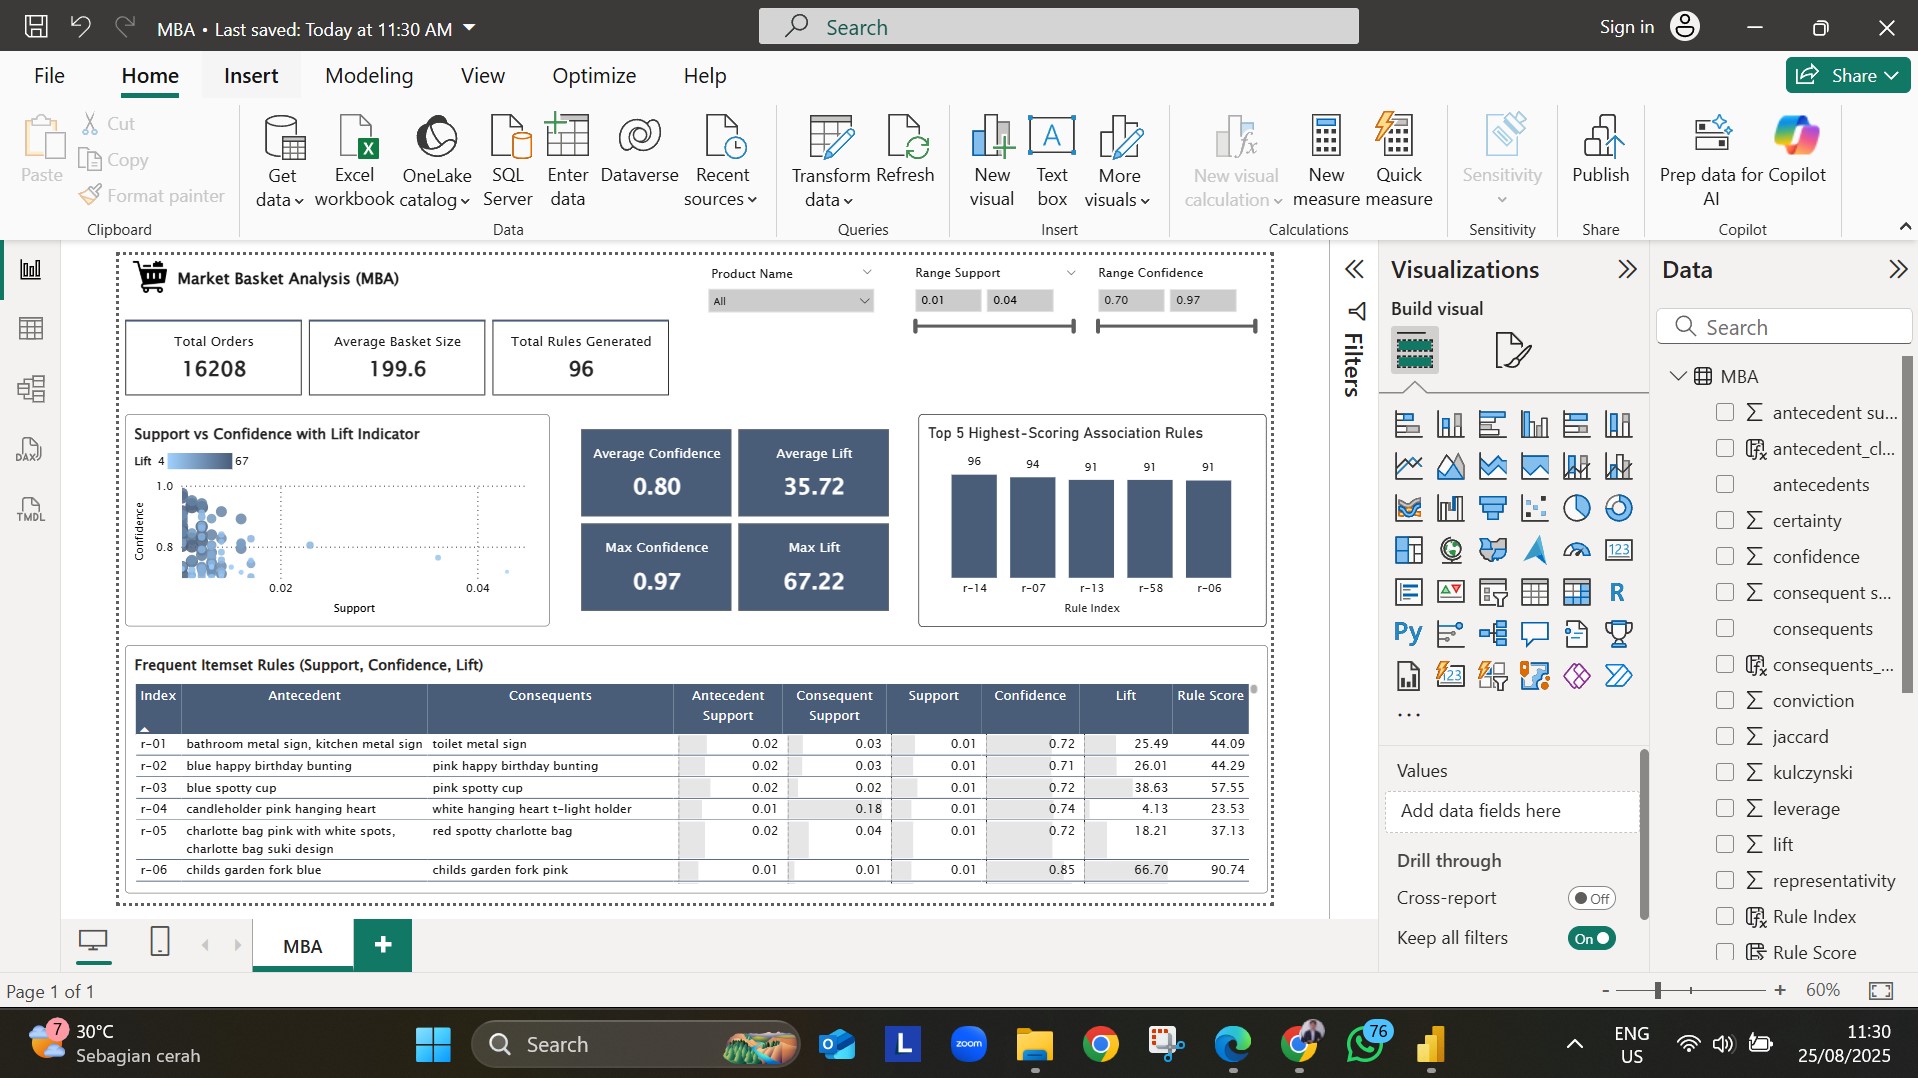 MBA • Last saved: Today at 11:30 AM
Search
Sign in
File
Home
Insert
Modeling
View
Optimize
Help
Share
Paste
Cut
Copy
Format painter
Clipboard
Get data
Excel workbook
OneLake catalog
SQL Server
Enter data
Dataverse
Recent sources
Data
Transform data
Refresh
Queries
New visual
Text box
More visuals
Insert
New visual calculation
New measure
Quick measure
Calculations
Sensitivity
Sensitivity
Publish
Share
Prep data for AI
Copilot
Copilot
DAX
TMDL
Market Basket Analysis (MBA)
Product Name
All
Range Support
0.01
0.04
Range Confidence
0.70
0.97
Total Orders
16208
Average Basket Size
199.6
Total Rules Generated
96
Support vs Confidence with Lift Indicator
Lift 4 67
1.0
0.8
Confidence
0.02
0.04
Support
Average Confidence
0.80
Average Lift
35.72
Max Confidence
0.97
Max Lift
67.22
Top 5 Highest-Scoring Association Rules
96 94 91 91 91
r-14 r-07 r-13 r-58 r-06
Rule Index
Frequent Itemset Rules (Support, Confidence, Lift)
Index Antecedent Consequents Antecedent Support Consequent Support Support Confidence Lift Rule Score
r-01 bathroom metal sign, kitchen metal sign toilet metal sign 0.02 0.03 0.01 0.72 25.49 44.09
r-02 blue happy birthday bunting pink happy birthday bunting 0.02 0.03 0.01 0.71 26.01 44.29
r-03 blue spotty cup pink spotty cup 0.02 0.02 0.01 0.72 38.63 57.55
r-04 candleholder pink hanging heart white hanging heart t-light holder 0.01 0.18 0.01 0.74 4.13 23.53
r-05 charlotte bag pink with white spots, red spotty charlotte bag 0.02 0.04 0.01 0.72 18.21 37.13
charlotte bag suki design
r-06 childs garden fork blue childs garden fork pink 0.01 0.01 0.01 0.85 66.70 90.74
Filters
Visualizations
Build visual
123
R
Py
123
...
Values
Add data fields here
Drill through
Cross-report
Off
Keep all filters
On
Data
Search
MBA
antecedent su...
antecedent_cl...
antecedents
certainty
confidence
consequent s...
consequents
consequents_...
conviction
jaccard
kulczynski
leverage
lift
representativity
Rule Index
Rule Score
MBA
Page 1 of 1
- + 60%
7
30°C
Sebagian cerah
Search
L
zoom
76
ENG
US
11:30
25/08/2025